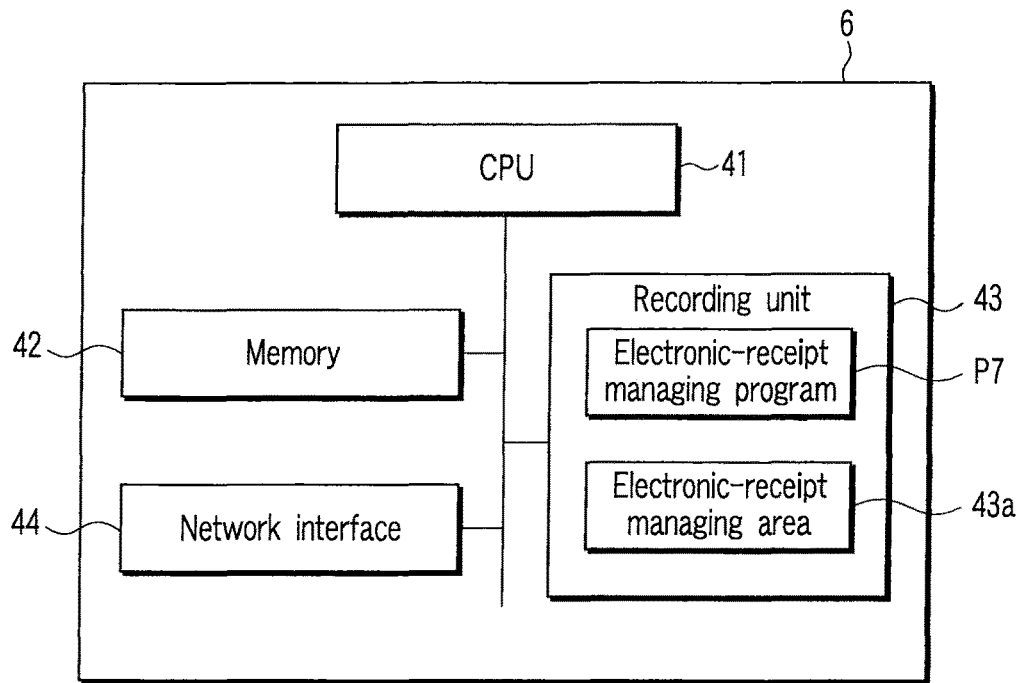 6
CPU
41
Recording unit
43
42
Memory
Electronic-receipt
managing program
P7
44
Network interface
Electronic-receipt
managing area
43a